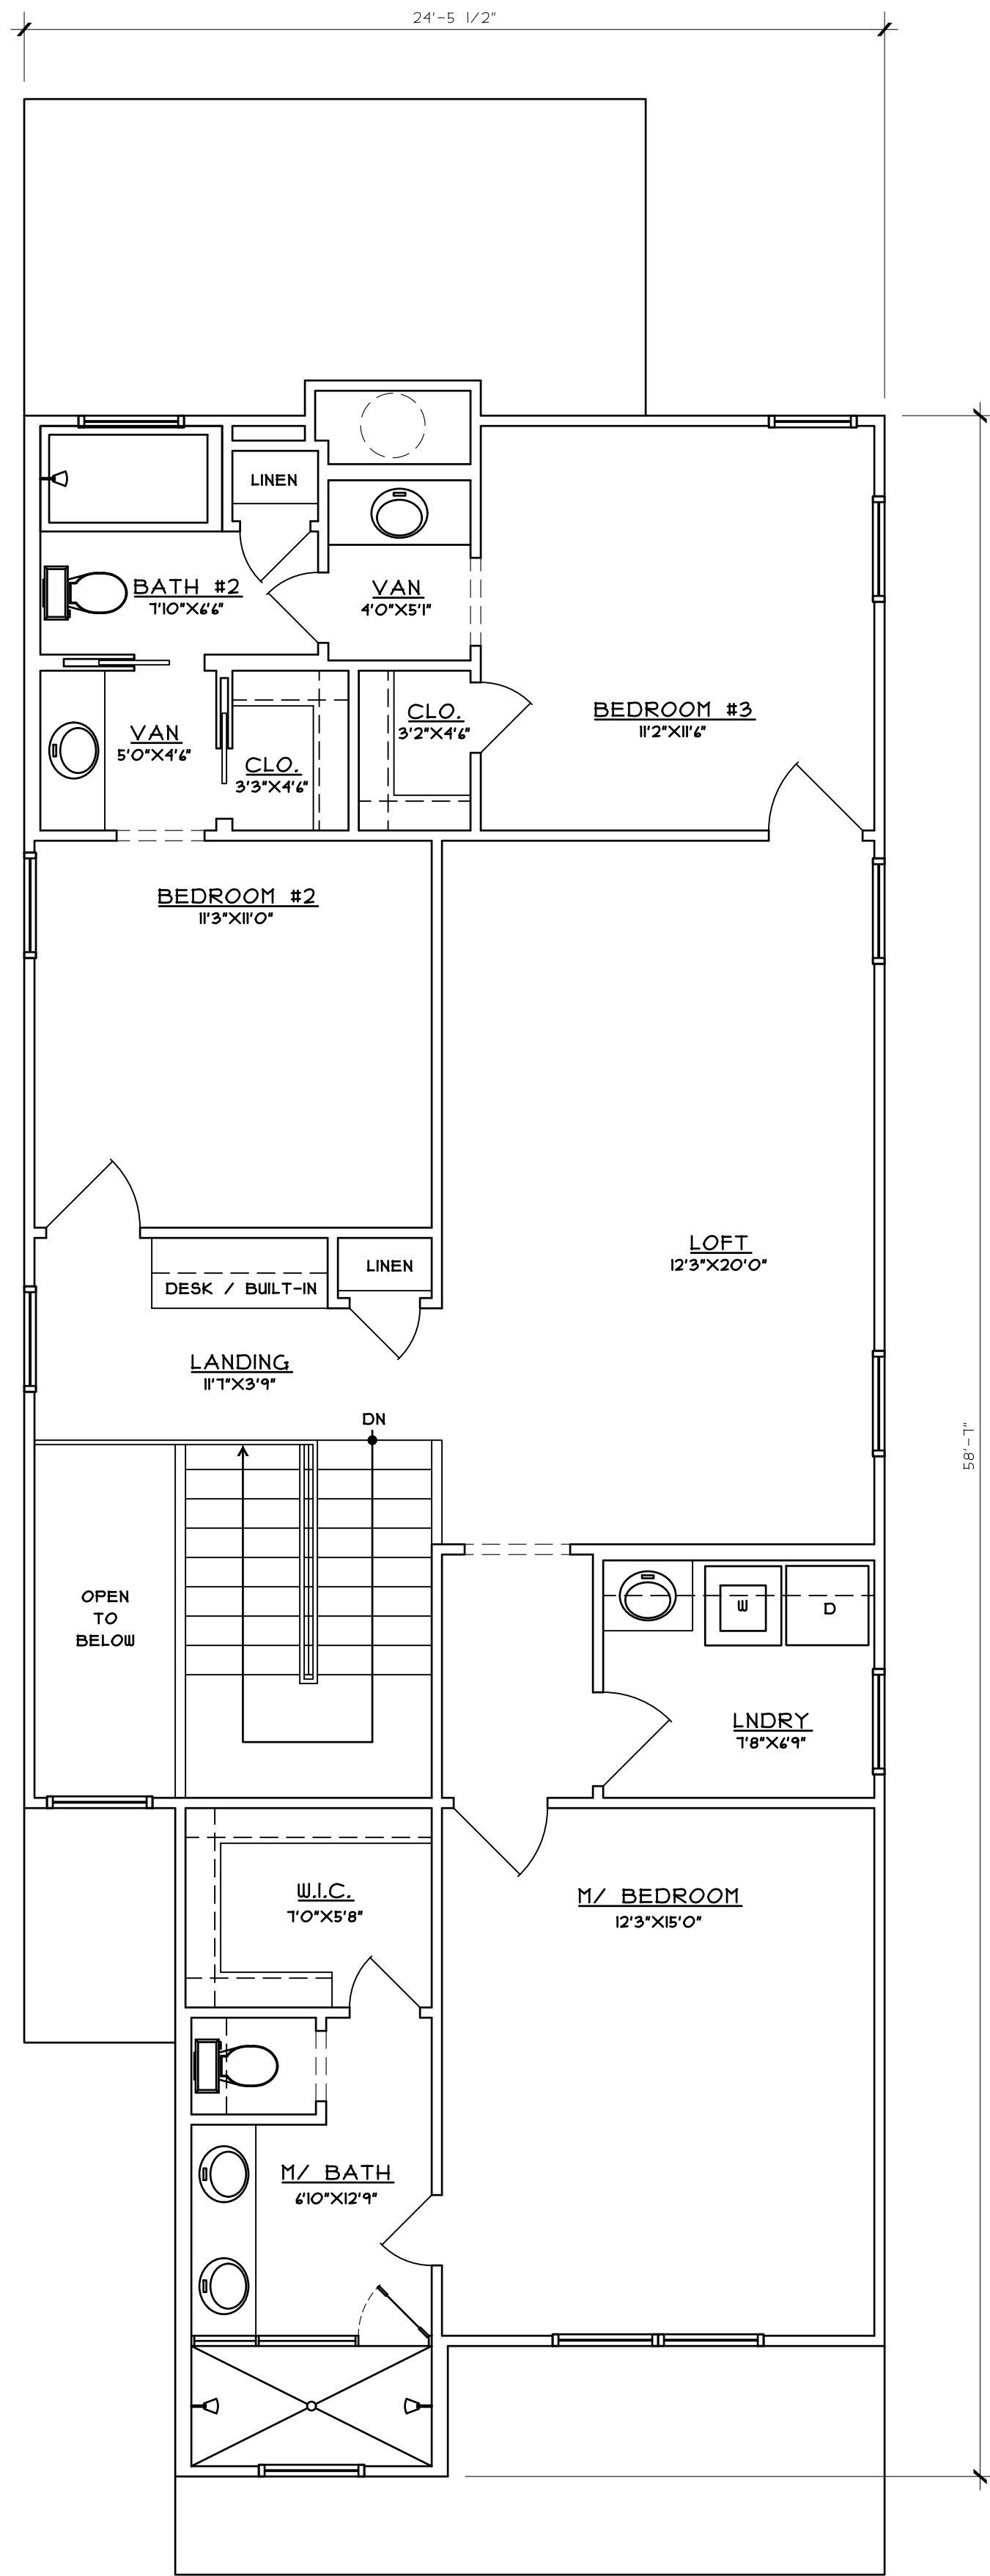 24'-5 1/2"
LINEN
BATH #2
7'10"X6'6"
VAN
4'0"X5'1"
CLO.
3'2"X4'6"
BEDROOM #3
11'2"X11'6"
VAN
5'0"X4'6"
CLO.
3'3"X4'6"
BEDROOM #2
11'3"X11'0"
LOFT
12'3"X20'0"
LINEN
DESK / BUILT-IN
LANDING
11'7"X3'9"
DN
58'-7"
OPEN
TO
BELOW
W
D
LNDRY
7'8"X6'9"
W.I.C.
7'0"X5'8"
M/ BEDROOM
12'3"X15'0"
M/ BATH
6'10"X12'9"